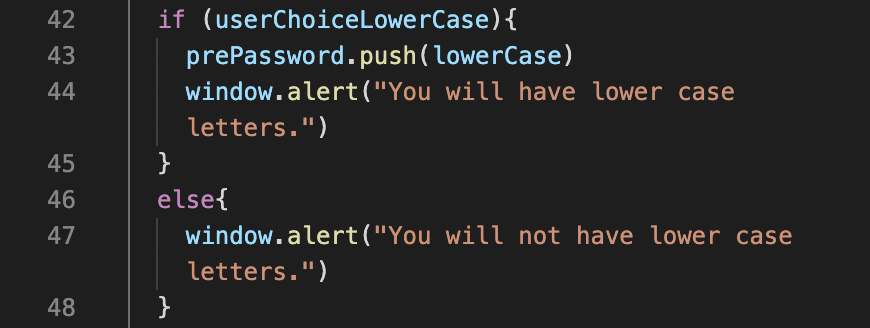 42 if (userChoiceLowerCase){
43 prePassword.push(lowerCase)
44 window.alert("You will have lower case
letters.")
45 }
46 else{
47 window.alert("You will not have lower case
letters.")
48 }